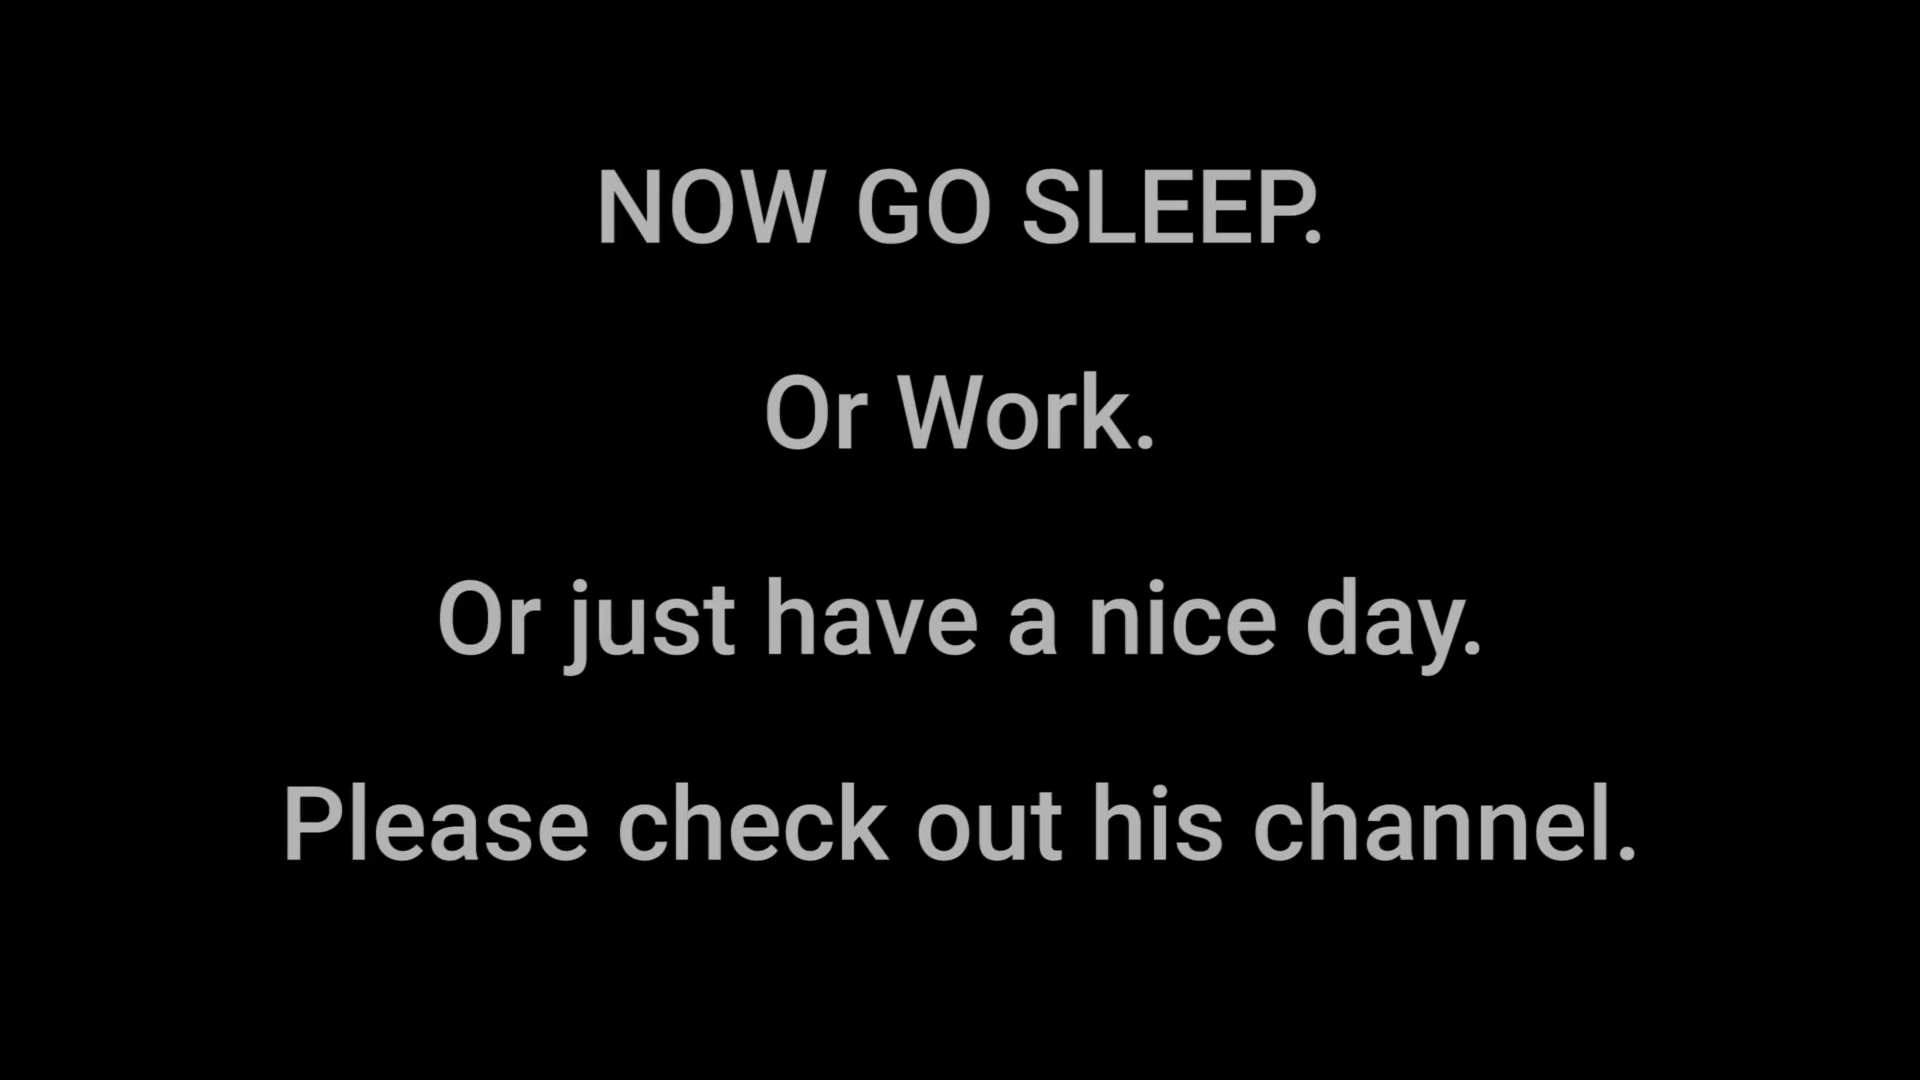 NOW GO SLEEP.
Or Work.
Or just have a nice day.
Please check out his channel.